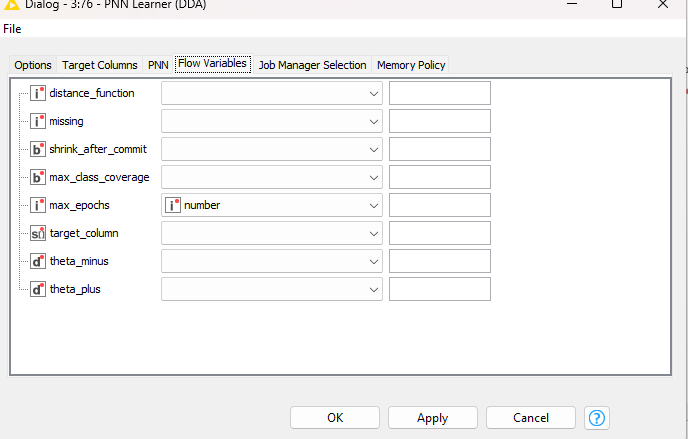 Dialog - 3:76 - PNN Learner (DDA)
File
Options Target Columns PNN Flow Variables Job Manager Selection Memory Policy
i distance_function
i missing
b shrink_after_commit
b max_class_coverage
i max_epochs i number
s[] target_column
d theta_minus
d theta_plus
OK Apply Cancel ?